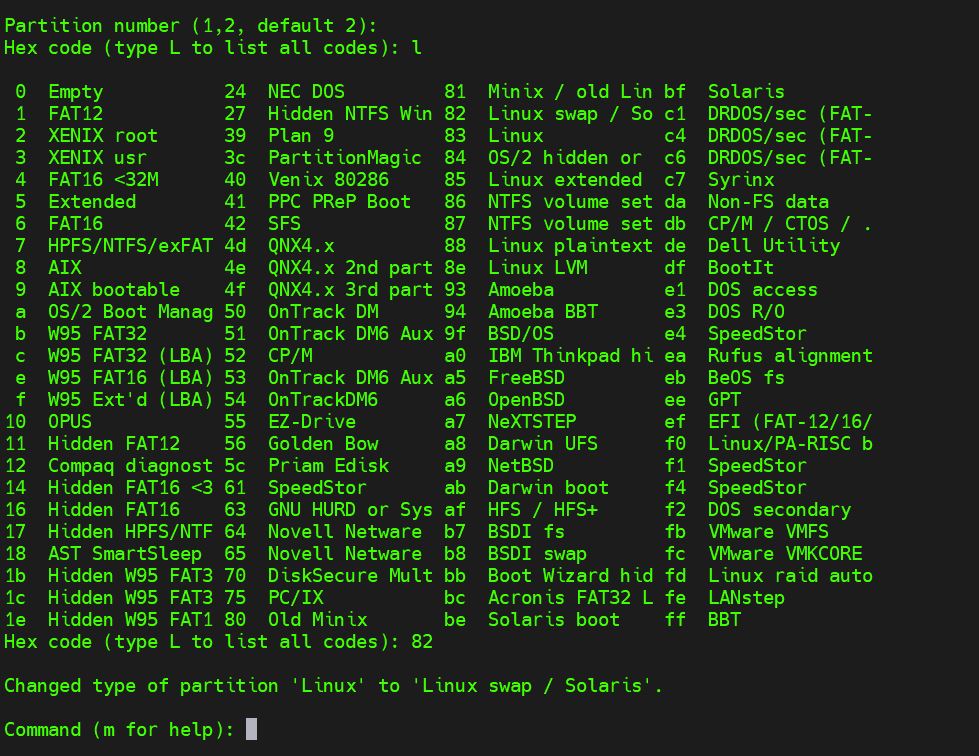 Partition number (1,2, default 2):
Hex code (type L to list all codes): l
 0  Empty           24  NEC DOS         81  Minix / old Lin bf  Solaris
 1  FAT12           27  Hidden NTFS Win 82  Linux swap / So c1  DRDOS/sec (FAT-
 2  XENIX root      39  Plan 9          83  Linux           c4  DRDOS/sec (FAT-
 3  XENIX usr       3c  PartitionMagic  84  OS/2 hidden or  c6  DRDOS/sec (FAT-
 4  FAT16 <32M      40  Venix 80286     85  Linux extended  c7  Syrinx
 5  Extended        41  PPC PReP Boot   86  NTFS volume set da  Non-FS data
 6  FAT16           42  SFS             87  NTFS volume set db  CP/M / CTOS / .
 7  HPFS/NTFS/exFAT 4d  QNX4.x          88  Linux plaintext de  Dell Utility
 8  AIX             4e  QNX4.x 2nd part 8e  Linux LVM       df  BootIt
 9  AIX bootable    4f  QNX4.x 3rd part 93  Amoeba          e1  DOS access
 a  OS/2 Boot Manag 50  OnTrack DM      94  Amoeba BBT      e3  DOS R/O
 b  W95 FAT32       51  OnTrack DM6 Aux 9f  BSD/OS          e4  SpeedStor
 c  W95 FAT32 (LBA) 52  CP/M            a0  IBM Thinkpad hi ea  Rufus alignment
 e  W95 FAT16 (LBA) 53  OnTrack DM6 Aux a5  FreeBSD         eb  BeOS fs
 f  W95 Ext'd (LBA) 54  OnTrackDM6      a6  OpenBSD         ee  GPT
10  OPUS            55  EZ-Drive        a7  NeXTSTEP        ef  EFI (FAT-12/16/
11  Hidden FAT12    56  Golden Bow      a8  Darwin UFS      f0  Linux/PA-RISC b
12  Compaq diagnost 5c  Priam Edisk     a9  NetBSD          f1  SpeedStor
14  Hidden FAT16 <3 61  SpeedStor       ab  Darwin boot     f4  SpeedStor
16  Hidden FAT16    63  GNU HURD or Sys af  HFS / HFS+      f2  DOS secondary
17  Hidden HPFS/NTF 64  Novell Netware  b7  BSDI fs         fb  VMware VMFS
18  AST SmartSleep  65  Novell Netware  b8  BSDI swap       fc  VMware VMKCORE
1b  Hidden W95 FAT3 70  DiskSecure Mult bb  Boot Wizard hid fd  Linux raid auto
1c  Hidden W95 FAT3 75  PC/IX           bc  Acronis FAT32 L fe  LANstep
1e  Hidden W95 FAT1 80  Old Minix       be  Solaris boot    ff  BBT
Hex code (type L to list all codes): 82
Changed type of partition 'Linux' to 'Linux swap / Solaris'.
Command (m for help):